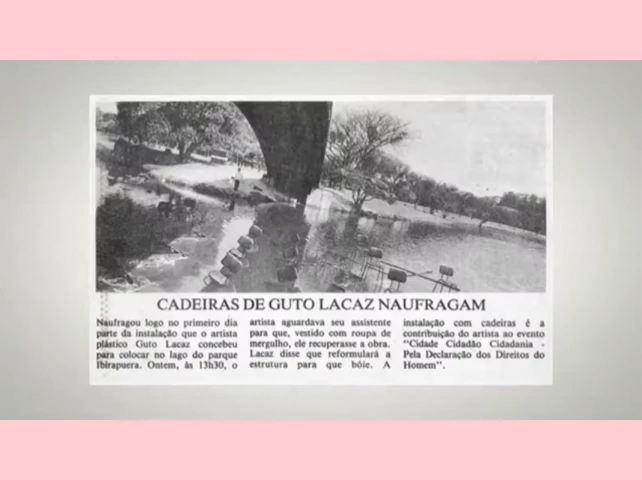 CADEIRAS DE GUTO LACAZ NAUFRAGAM
Naufragou logo no primeiro dia
parte da instalação que o artista
plástico Guto Lacaz concebeu
para colocar no lago do parque
Ibirapuera. Ontem, às 13h30, o
artista aguardava seu assistente
para que, vestido com roupa de
mergulho, ele recuperasse a obra.
Lacaz disse que reformulará a
estrutura para que bóie. A
instalação com cadeiras é a
contribuição do artista ao evento
"Cidade Cidadão Cidadania -
Pela Declaração dos Direitos do
Homem".